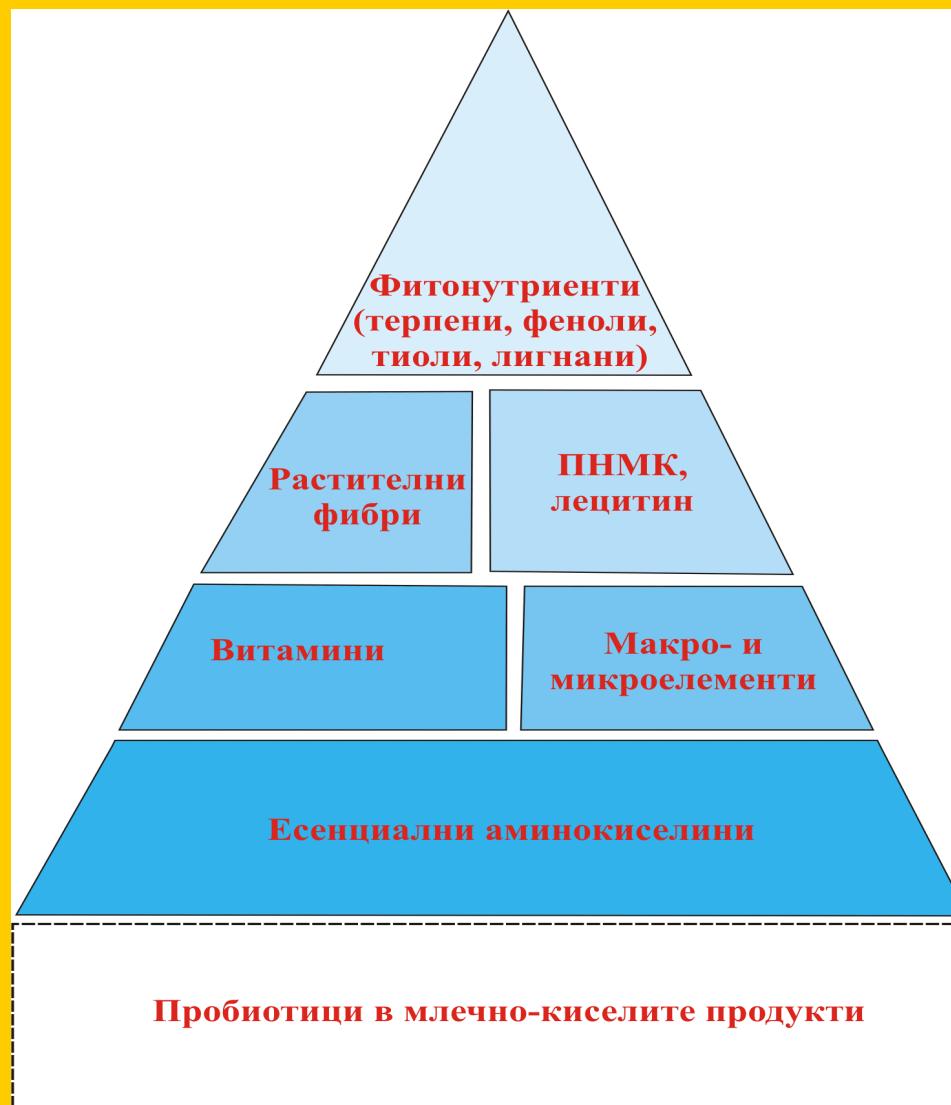 Фитонутриенти
(терпени, феноли,
тиоли, лигнани)
Растителни
фибри
ПНМК,
лецитин
Витамини
Макро- и
микроелементи
Есенциални аминокиселини
Пробиотици в млечно-киселите продукти